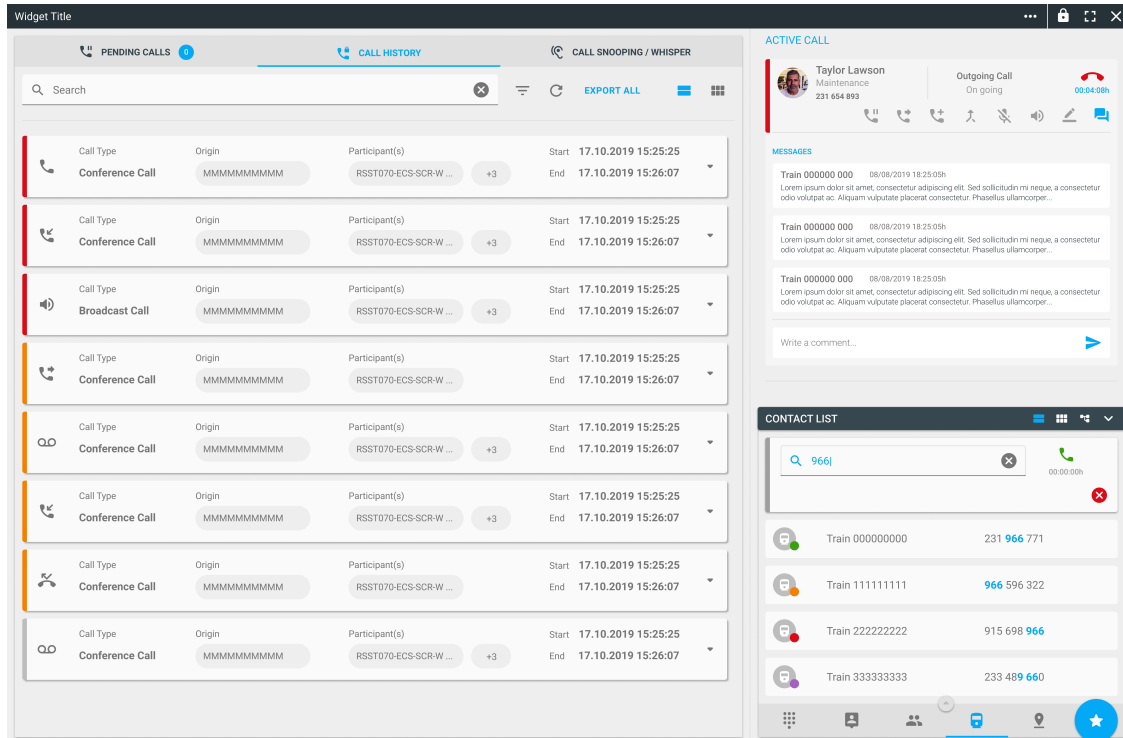 Widget Title
PENDING CALLS 0
CALL HISTORY
CALL SNOOPING / WHISPER
Search
EXPORT ALL
Call Type Origin Participant(s) Start 17.10.2019 15:25:25
Conference Call MMMMMMMMMM RSST070-ECS-SCR-W ... +3 End 17.10.2019 15:26:07
Call Type Origin Participant(s) Start 17.10.2019 15:25:25
Conference Call MMMMMMMMMM RSST070-ECS-SCR-W ... +3 End 17.10.2019 15:26:07
Call Type Origin Participant(s) Start 17.10.2019 15:25:25
Broadcast Call MMMMMMMMMM RSST070-ECS-SCR-W ... +3 End 17.10.2019 15:26:07
Call Type Origin Participant(s) Start 17.10.2019 15:25:25
Conference Call MMMMMMMMMM RSST070-ECS-SCR-W ... End 17.10.2019 15:26:07
Call Type Origin Participant(s) Start 17.10.2019 15:25:25
Conference Call MMMMMMMMMM RSST070-ECS-SCR-W ... +3 End 17.10.2019 15:26:07
Call Type Origin Participant(s) Start 17.10.2019 15:25:25
Conference Call MMMMMMMMMM RSST070-ECS-SCR-W ... +3 End 17.10.2019 15:26:07
Call Type Origin Participant(s) Start 17.10.2019 15:25:25
Conference Call MMMMMMMMMM RSST070-ECS-SCR-W ... End 17.10.2019 15:26:07
Call Type Origin Participant(s) Start 17.10.2019 15:25:25
Conference Call MMMMMMMMMM RSST070-ECS-SCR-W ... +3 End 17.10.2019 15:26:07
ACTIVE CALL
Taylor Lawson
Maintenance
231 654 893
Outgoing Call
On going
00:04:08h
MESSAGES
Train 000000 000 08/08/2019 18:25:05h
Lorem ipsum dolor sit amet, consectetur adipiscing elit. Sed sollicitudin mi neque, a consectetur
odio volutpat ac. Aliquam vulputate placerat consectetur. Phasellus ullamcorper...
Train 000000 000 08/08/2019 18:25:05h
Lorem ipsum dolor sit amet, consectetur adipiscing elit. Sed sollicitudin mi neque, a consectetur
odio volutpat ac. Aliquam vulputate placerat consectetur. Phasellus ullamcorper...
Train 000000 000 08/08/2019 18:25:05h
Lorem ipsum dolor sit amet, consectetur adipiscing elit. Sed sollicitudin mi neque, a consectetur
odio volutpat ac. Aliquam vulputate placerat consectetur. Phasellus ullamcorper...
Write a comment...
CONTACT LIST
966
00:00:00h
Train 000000000 231 966 771
Train 111111111 966 596 322
Train 222222222 915 698 966
Train 333333333 233 489 660